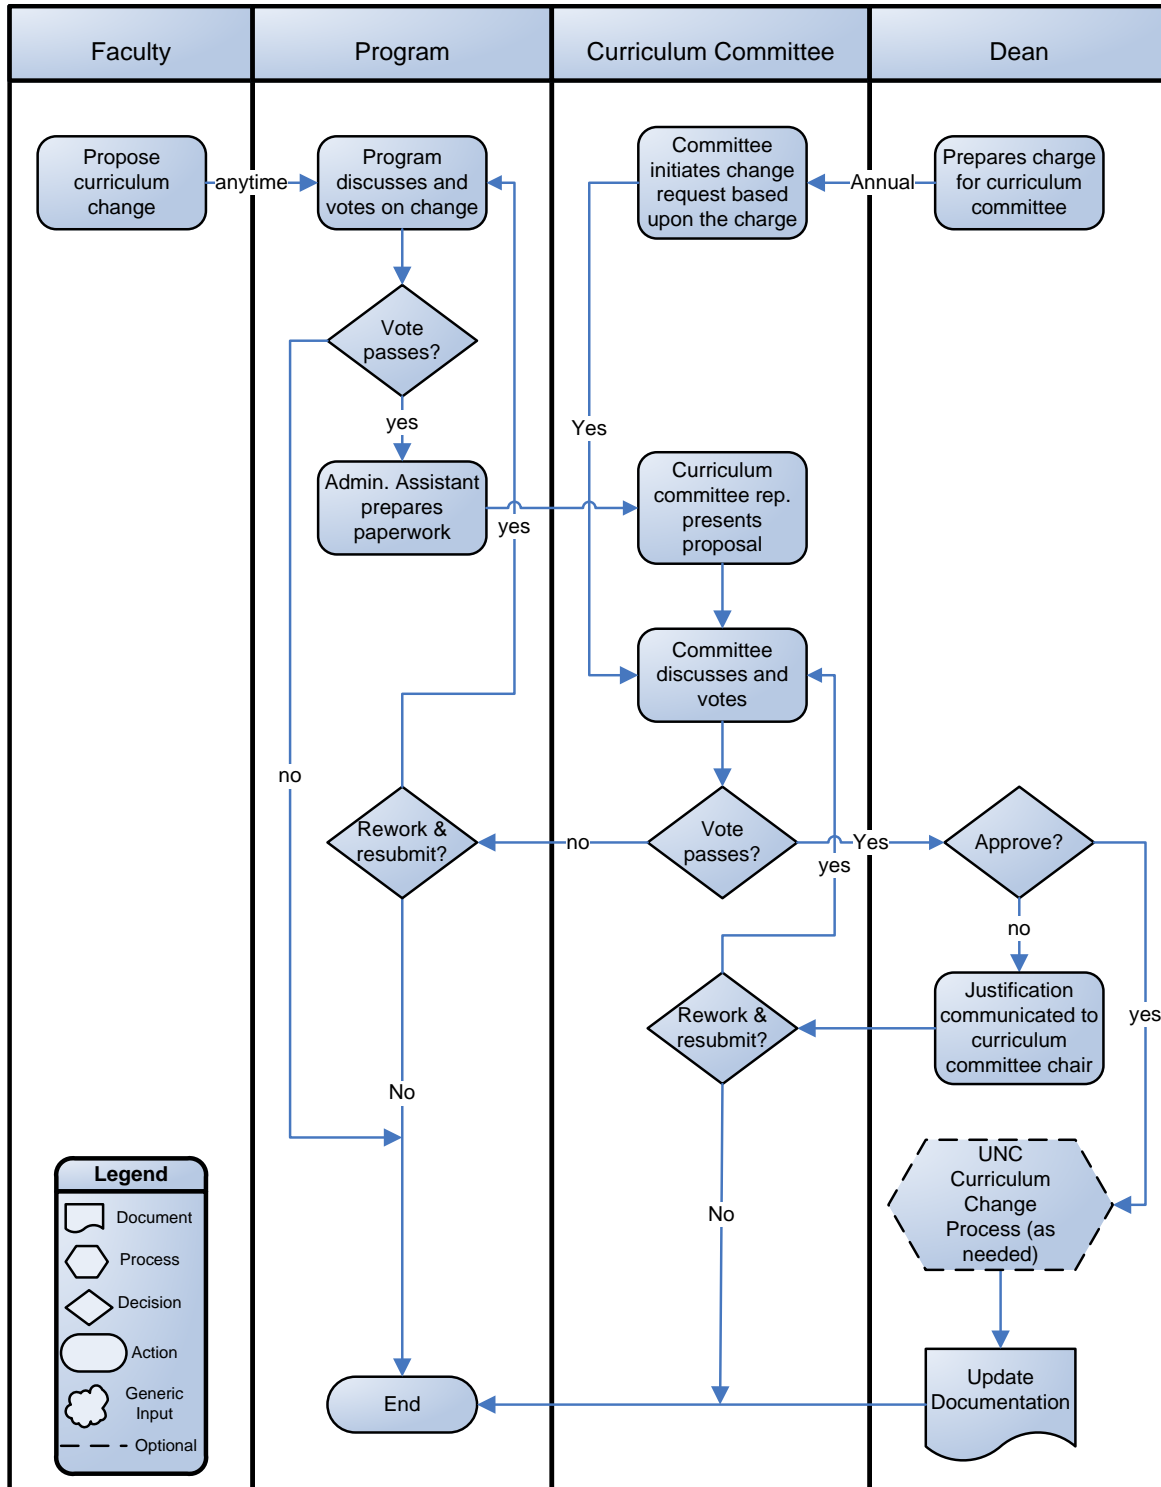 Faculty
Program
Curriculum Committee
Dean
Propose
curriculum
change
anytime
Program
discusses and
votes on change
Committee
initiates change
request based
upon the charge
Annual
Prepares charge
for curriculum
committee
Vote
passes?
yes
Yes
Admin. Assistant
prepares
paperwork
yes
Curriculum
committee rep.
presents
proposal
Committee
discusses and
votes
no
Rework &
resubmit?
no
Vote
passes?
Yes
yes
Approve?
no
Rework &
resubmit?
Justification
communicated to
curriculum
committee chair
yes
No
No
UNC
Curriculum
Change
Process (as
needed)
Legend
Document
Process
Decision
Action
Generic
Input
Optional
End
Update
Documentation